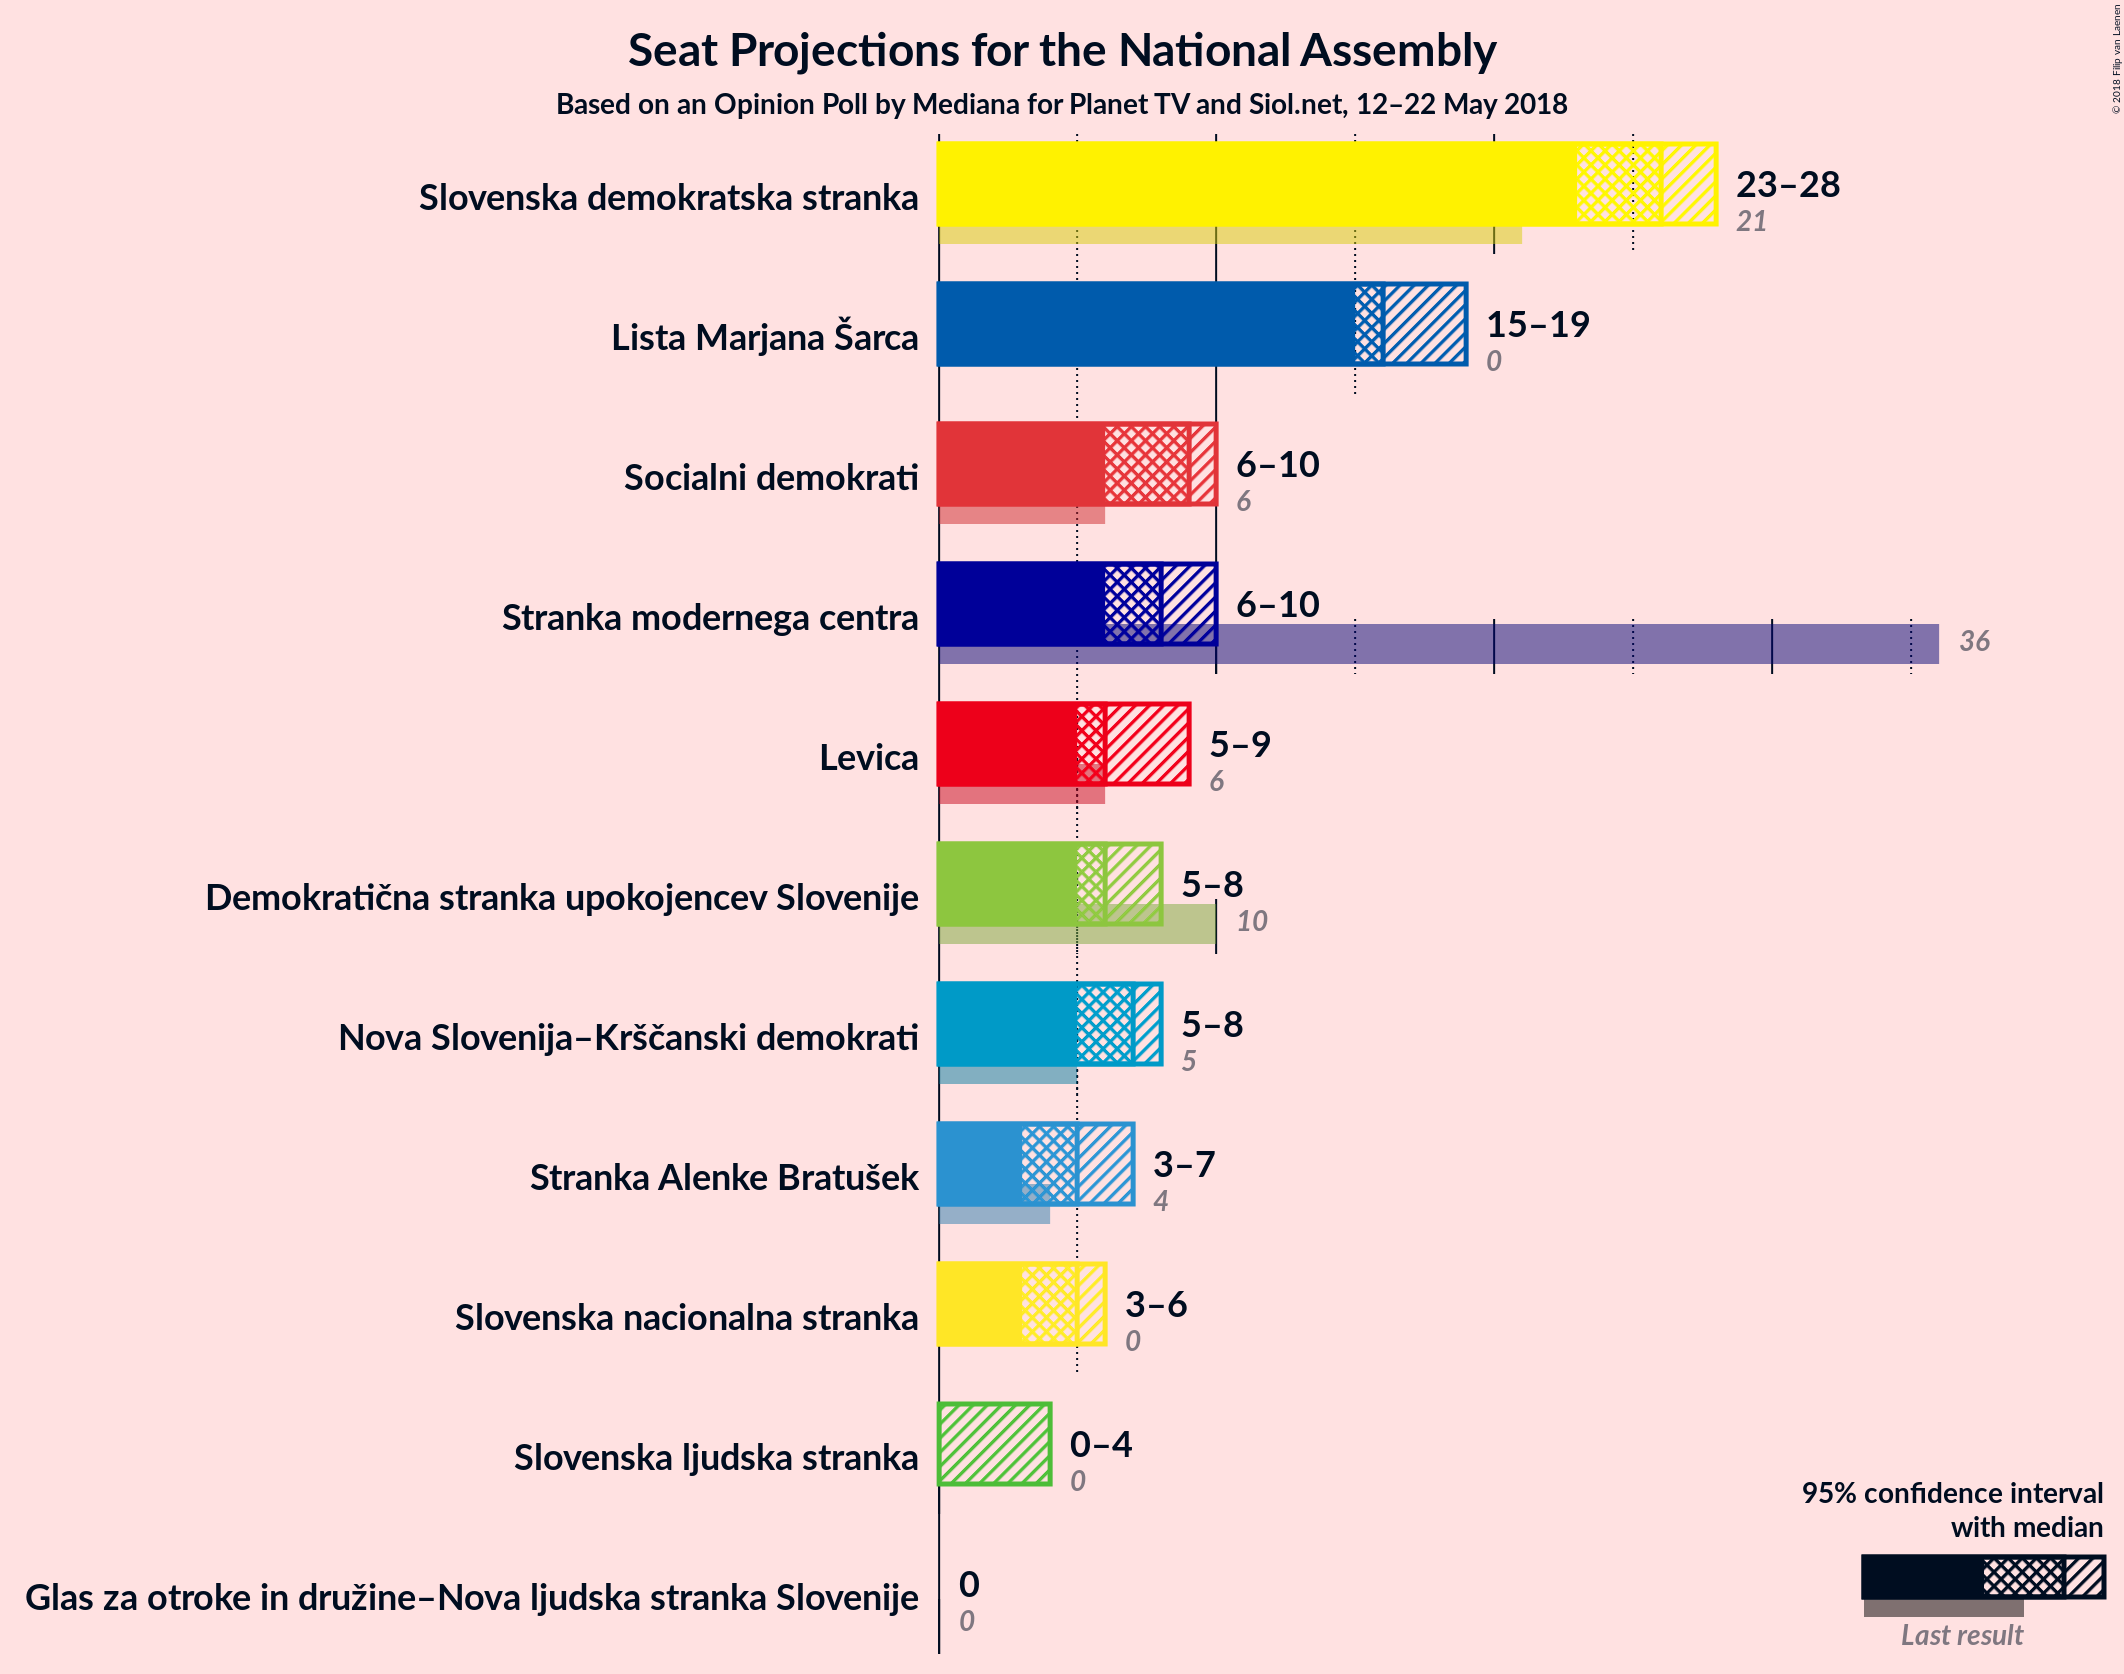 Seat Projections for the National Assembly
Based on an Opinion Poll by Mediana for Planet TV and Siol.net, 12–22 May 2018
© 2018 Filip van Laenen
Slovenska demokratska stranka
23–28
21
Lista Marjana Šarca
15–19
0
Socialni demokrati
6–10
6
Stranka modernega centra
6–10
36
Levica
5–9
6
Demokratična stranka upokojencev Slovenije
5–8
10
Nova Slovenija–Krščanski demokrati
5–8
5
Stranka Alenke Bratušek
3–7
4
Slovenska nacionalna stranka
3–6
0
Slovenska ljudska stranka
0–4
0
Glas za otroke in družine–Nova ljudska stranka Slovenije
0
0
95% confidence interval
with median
Last result